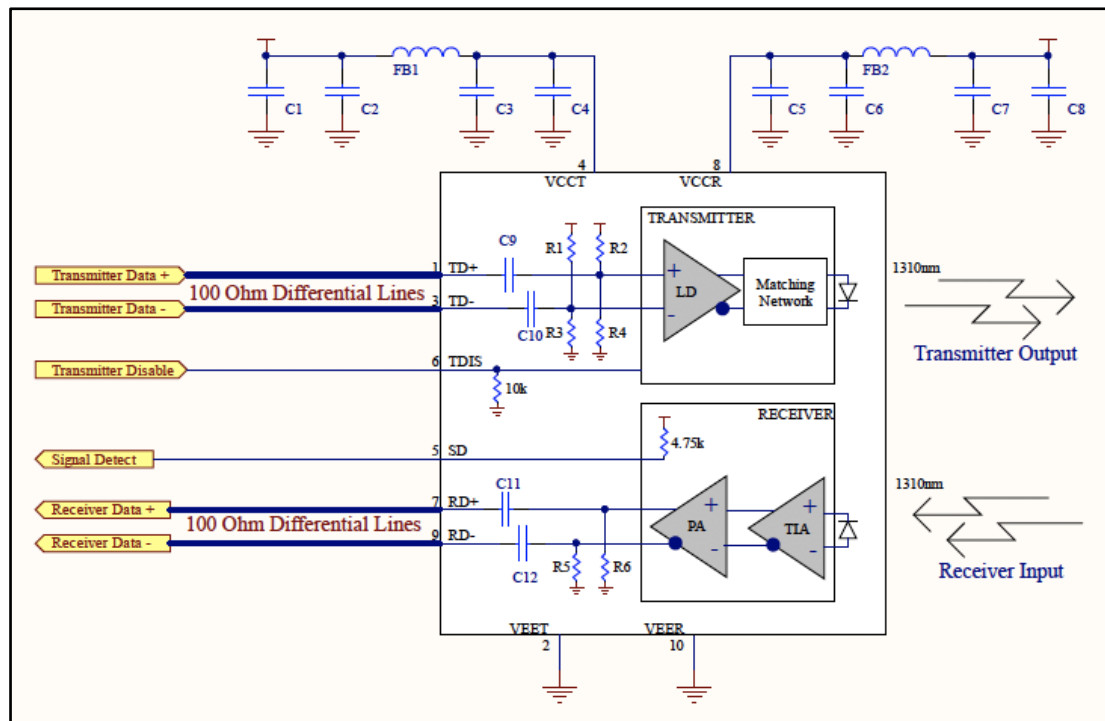 FB1
FB2
C1
C2
C3
C4
C5
C6
C7
C8
4
8
VCCT
VCCR
TRANSMITTER
C9
R1
R2
1310nm
Transmitter Data +
1
TD+
+
LD
Matching
Network
100 Ohm Differential Lines
Transmitter Data -
3
TD-
-
C10
R3
R4
Transmitter Output
6
TDIS
Transmitter Disable
10k
RECEIVER
4.75k
5
SD
Signal Detect
C11
1310nm
Receiver Data +
7
RD+
+
+
100 Ohm Differential Lines
PA
TIA
Receiver Data -
9
RD-
-
-
C12
R5
R6
Receiver Input
VEET
VEER
2
10